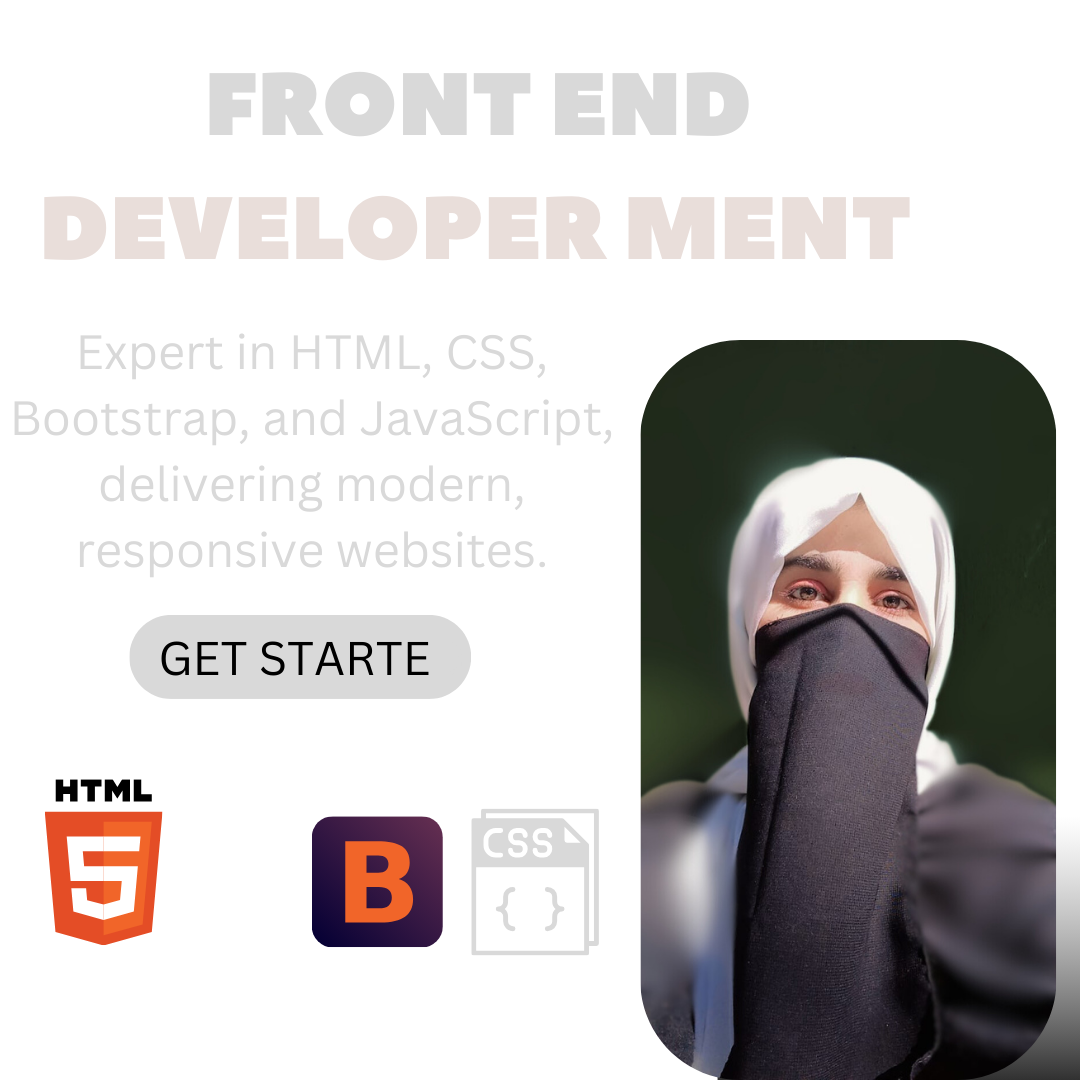 FRONT END
DEVELOPER MENT
Expert in HTML, CSS,
Bootstrap, and JavaScript,
delivering modern,
responsive websites.
GET STARTE
HTML
5
B
CSS
{ }